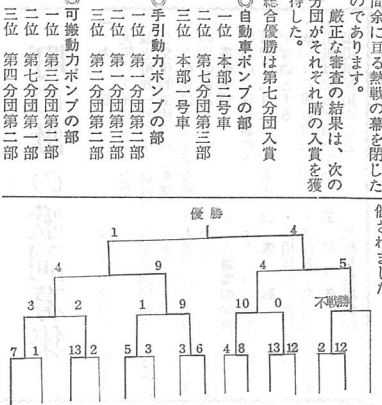 間余に亘る熱戦の幕を閉じた
のであります。
厳正な審査の結果は、次の
分団がそれぞれ晴の入賞を獲
得した。
総合優勝は第七分団入賞
◎自動車ポンプの部
一位 本部二号車
二位 第七分団第三部
三位 本部一号車
◎手引動力ポンプの部
一位 第一分団第二部
二位 第一分団第三部
三位 第二分団第二部
◎可搬動力ポンプの部
一位 第三分団第二部
二位 第七分団第二部
三位 第四分団第二部
催されました
優勝
1 4
4 9 4 5
3 2 1 9 10 0 不戦勝
7 1 13 2 5 3 3 6 4 8 13 12 2 12